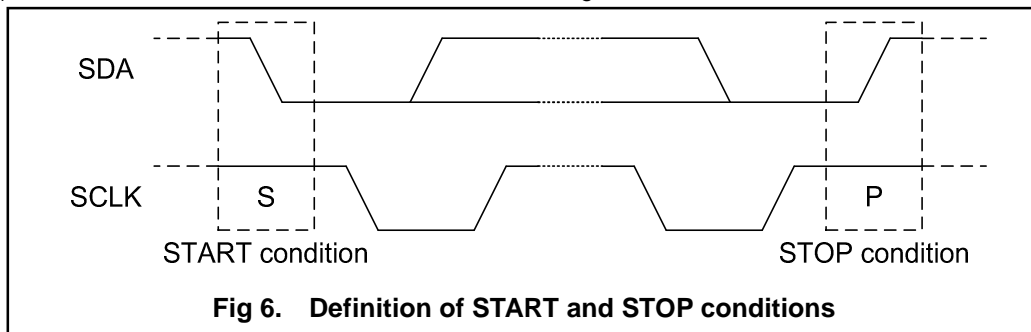 SDA
SCLK
S
P
START condition
STOP condition
Fig 6. Definition of START and STOP conditions